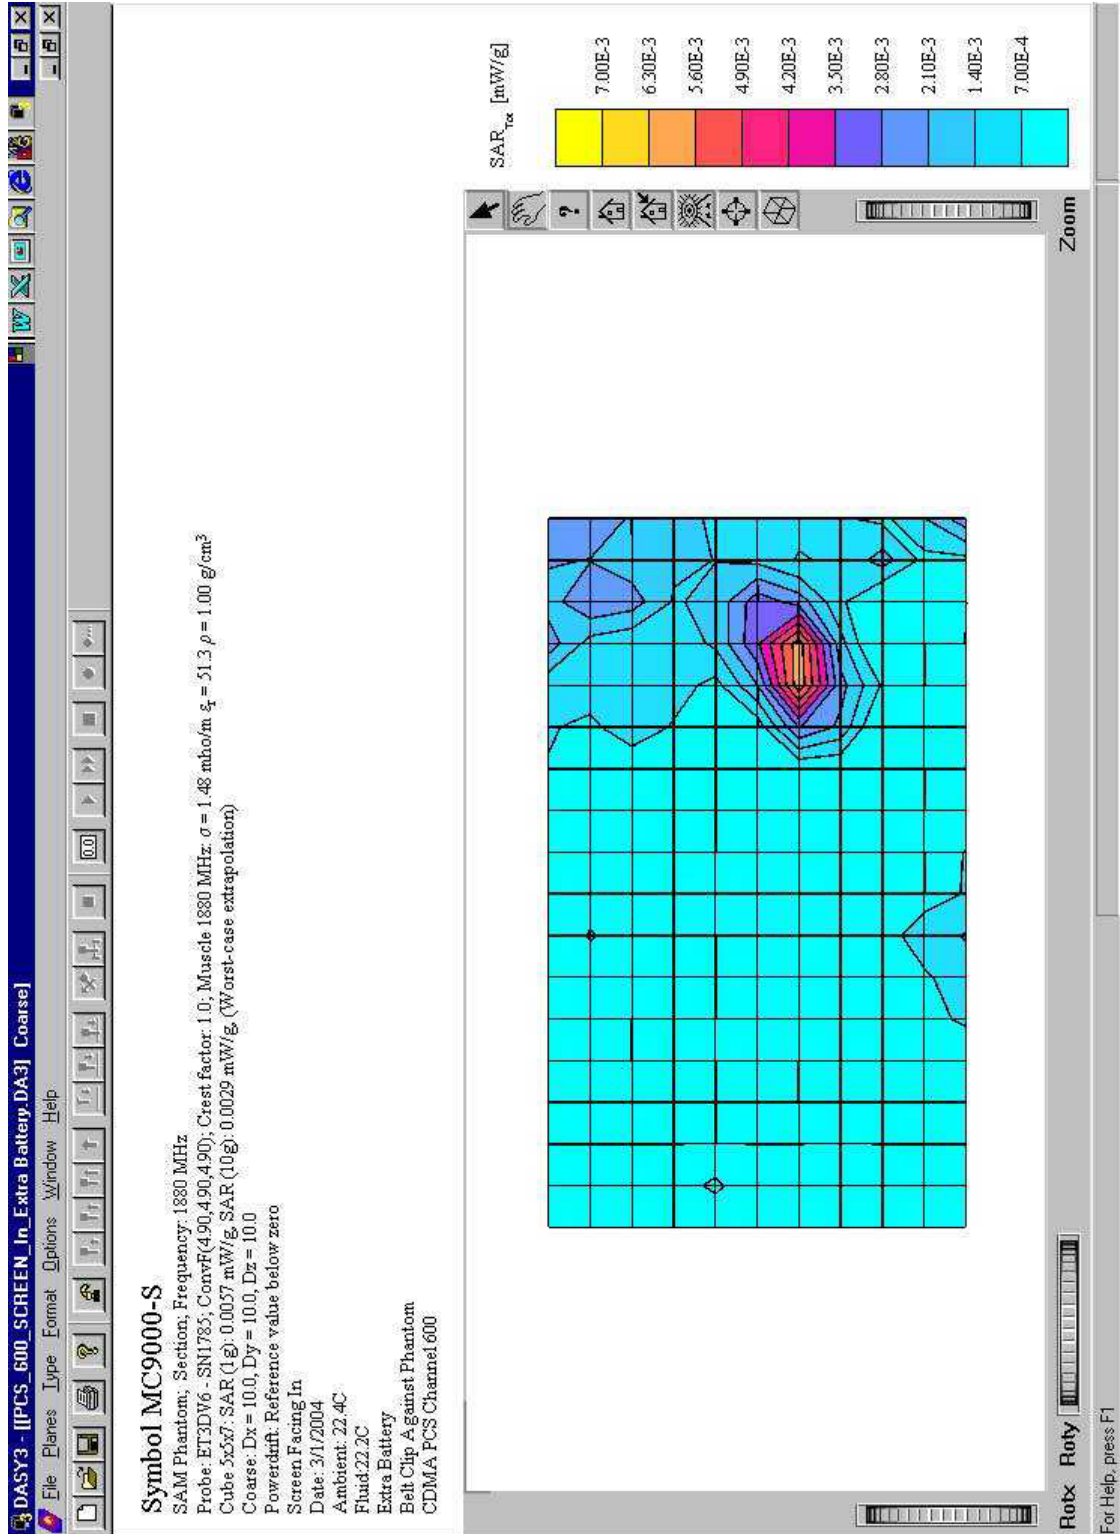 DASY3 - [[PCS_600_SCREEN_In_Extra Battery.DA3] Coarse]
File Planes Type Format Options Window Help
Symbol MC9000-S
SAM Phantom; Section; Frequency: 1880 MHz
Probe: ET3DV6 - SN1785; ConvF(4.90,4.90,4.90); Crest factor: 1.0; Muscle 1880 MHz: σ = 1.48 mho/m εr = 51.3 ρ = 1.00 g/cm³
Cube 5x5x7: SAR (1g): 0.0057 mW/g, SAR (10g): 0.0029 mW/g, (Worst-case extrapolation)
Coarse: Dx = 10.0, Dy = 10.0, Dz = 10.0
Powerdrift: Reference value below zero
Screen Facing In
Date: 3/1/2004
Ambient: 22.4C
Fluid:22.2C
Extra Battery
Belt Clip Against Phantom
CDMA PCS Channel 600
SAR Tot [mW/g]
7.00E-3
6.30E-3
5.60E-3
4.90E-3
4.20E-3
3.50E-3
2.80E-3
2.10E-3
1.40E-3
7.00E-4
Rotx Roty Zoom
For Help, press F1